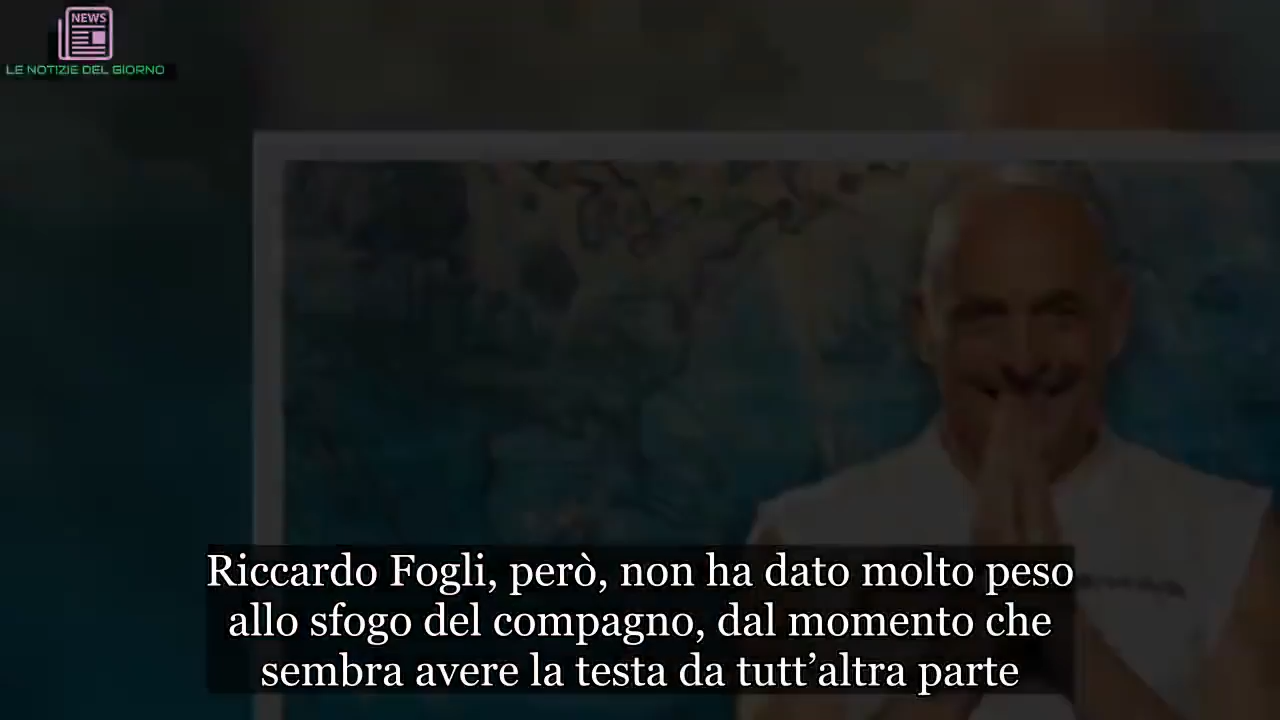 NEWS
LE NOTIZIE DEL GIORNO
Riccardo Fogli, però, non ha dato molto peso
allo sfogo del compagno, dal momento che
sembra avere la testa da tutt’altra parte